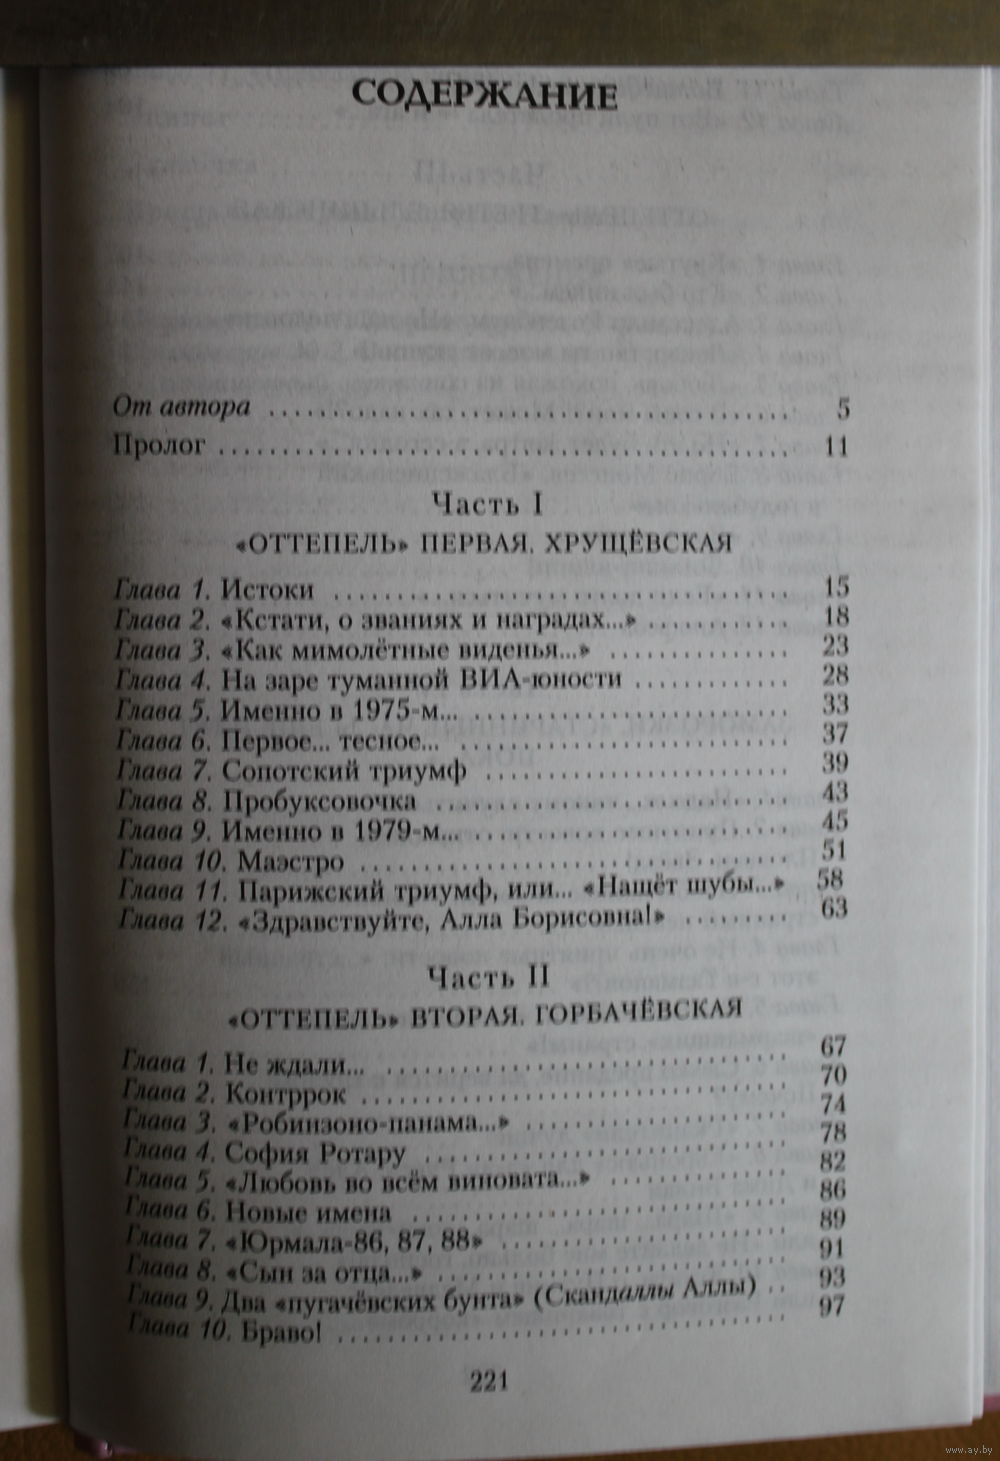 СОДЕРЖАНИЕ
От автора ........................................ 5
Пролог ........................................ 11
Часть I
«ОТТЕПЕЛЬ» ПЕРВАЯ. ХРУЩЁВСКАЯ
Глава 1. Истоки ........................................ 15
Глава 2. «Кстати, о званиях и наградах...» ............ 18
Глава 3. «Как мимолётные виденья...» ............... 23
Глава 4. На заре туманной ВИА-юности ............. 28
Глава 5. Именно в 1975-м... ........................ 33
Глава 6. Первое... тесное... ......................... 37
Глава 7. Сопотский триумф ....................... 39
Глава 8. Пробуксовочка .......................... 43
Глава 9. Именно в 1979-м... ........................ 45
Глава 10. Маэстро ............................... 51
Глава 11. Парижский триумф, или... «Нащёт шубы...» 58
Глава 12. «Здравствуйте, Алла Борисовна!» ......... 63
Часть II
«ОТТЕПЕЛЬ» ВТОРАЯ. ГОРБАЧЁВСКАЯ
Глава 1. Не ждали... .............................. 67
Глава 2. Контррок ................................ 70
Глава 3. «Робинзоно-панама...» .................... 74
Глава 4. София Ротару ........................... 78
Глава 5. «Любовь во всём виновата...» ............... 82
Глава 6. Новые имена ............................ 86
Глава 7. «Юрмала-86, 87, 88» ...................... 89
Глава 8. «Сын за отца...» .......................... 91
Глава 9. Два «пугачёвских бунта» (Скандаллы Аллы) .. 93
Глава 10. Браво! ................................. 97
221
www.ay.by